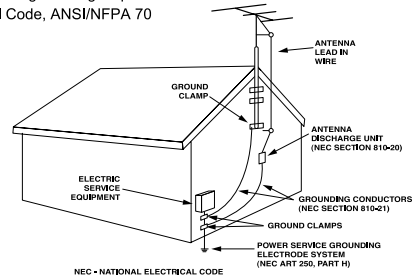 l Code, ANSI/NFPA 70
ANTENNA
LEAD IN
WIRE
GROUND
CLAMP
ANTENNA
DISCHARGE UNIT
(NEC SECTION 810-20)
ELECTRIC
SERVICE
EQUIPMENT
GROUNDING CONDUCTORS
(NEC SECTION 810-21)
GROUND CLAMPS
POWER SERVICE GROUNDING
ELECTRODE SYSTEM
(NEC ART 250, PART H)
NEC - NATIONAL ELECTRICAL CODE